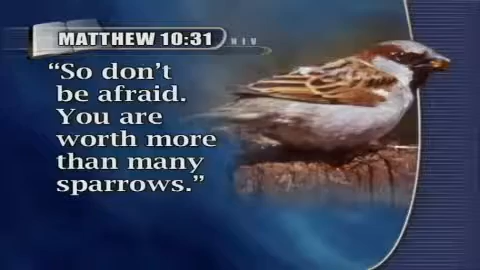 MATTHEW 10:31
NIV
“So don’t
be afraid.
You are
worth more
than many
sparrows.”